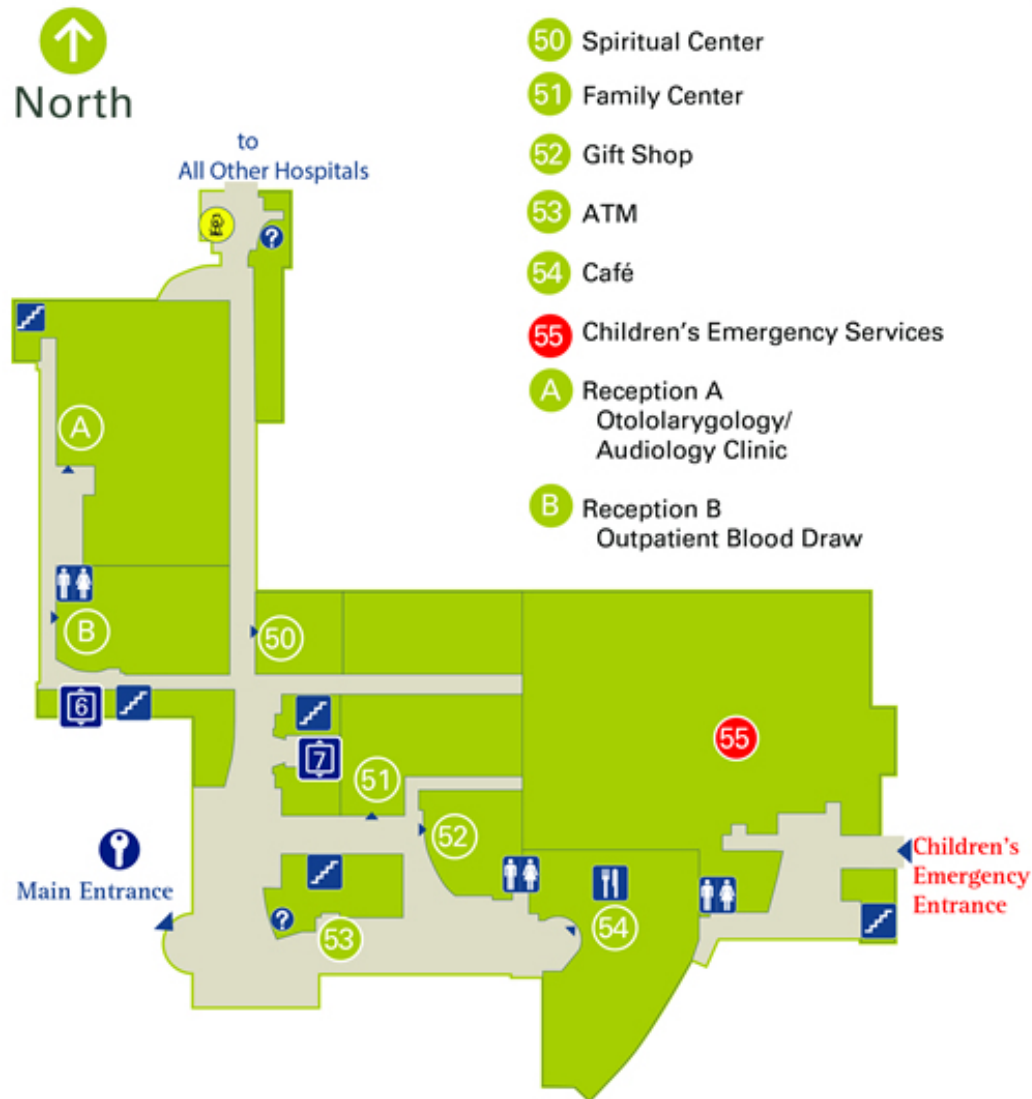 North
to
All Other Hospitals
50 Spiritual Center
51 Family Center
52 Gift Shop
53 ATM
54 Café
55 Children's Emergency Services
A Reception A
Otololarygology/
Audiology Clinic
B Reception B
Outpatient Blood Draw
?
A
B
50
6
7
51
55
52
Main Entrance
?
53
54
Children's
Emergency
Entrance